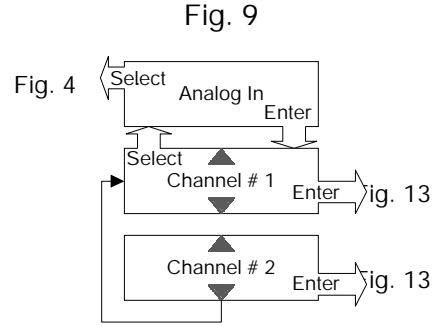 Fig. 9
Fig. 4
Select
Analog In
Enter
Select
Channel # 1
Enter
ig. 13
Channel # 2
Enter
ig. 13